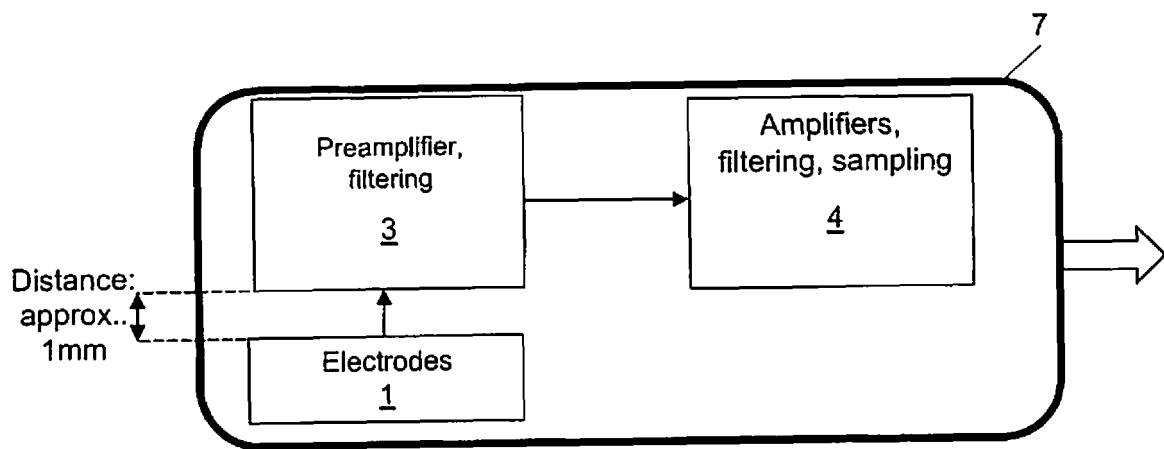 7
Preamplifier,
filtering
3
Amplifiers,
filtering, sampling
4
Distance:
approx..
1mm
Electrodes
1